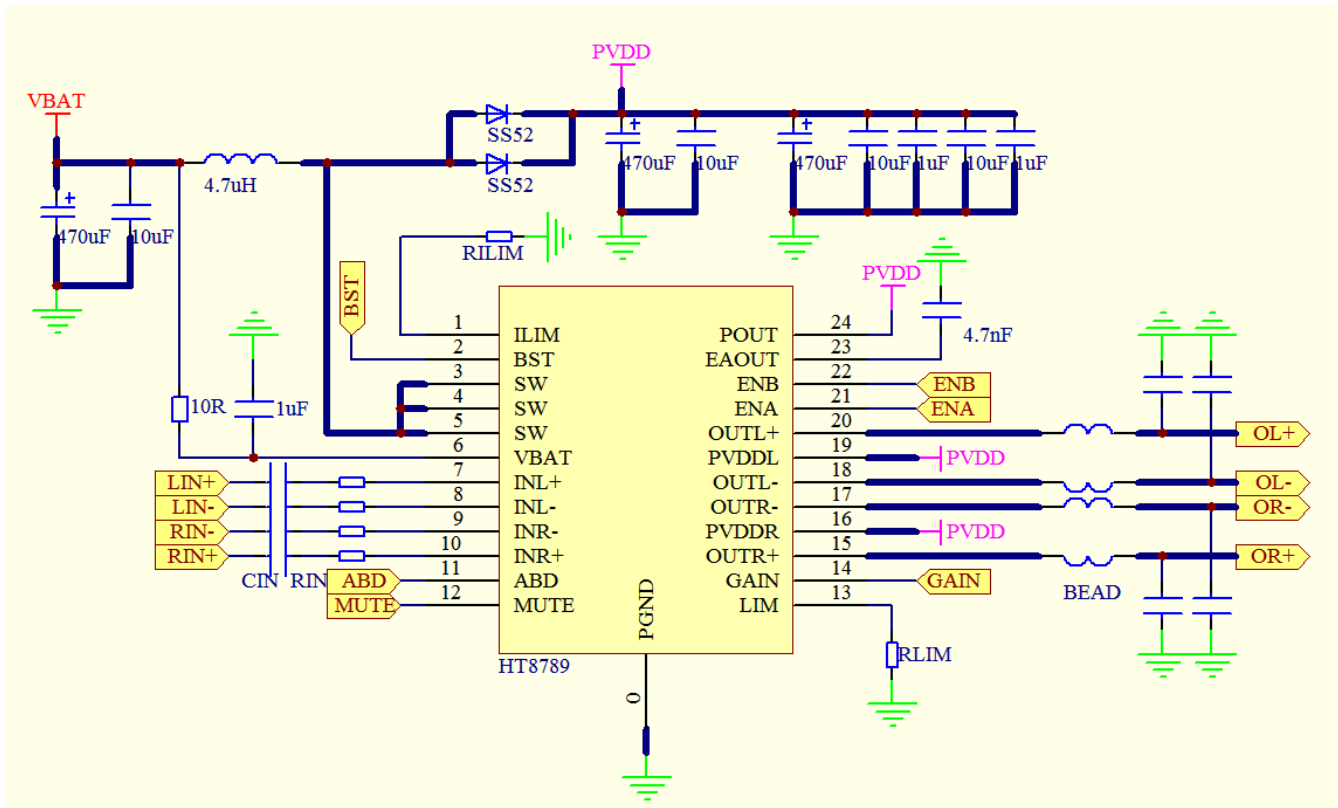 PVDD
VBAT
SS52
SS52
4.7uH
470uF
10uF
470uF
10uF
1uF
10uF
1uF
470uF
10uF
RILIM
BST
PVDD
4.7nF
10R
1uF
1 ILIM
2 BST
3 SW
4 SW
5 SW
6 VBAT
7 INL+
8 INL-
9 INR-
10 INR+
11 ABD
12 MUTE
POUT 24
EAOUT 23
ENB 22
ENA 21
OUTL+ 20
PVDDL 19
OUTL- 18
OUTR- 17
PVDDR 16
OUTR+ 15
GAIN 14
LIM 13
ENB
ENA
PVDD
PVDD
GAIN
OL+
OL-
OR-
OR+
LIN+
LIN-
RIN-
RIN+
CIN RIN
ABD
MUTE
BEAD
PGND
HT8789
RLIM
0